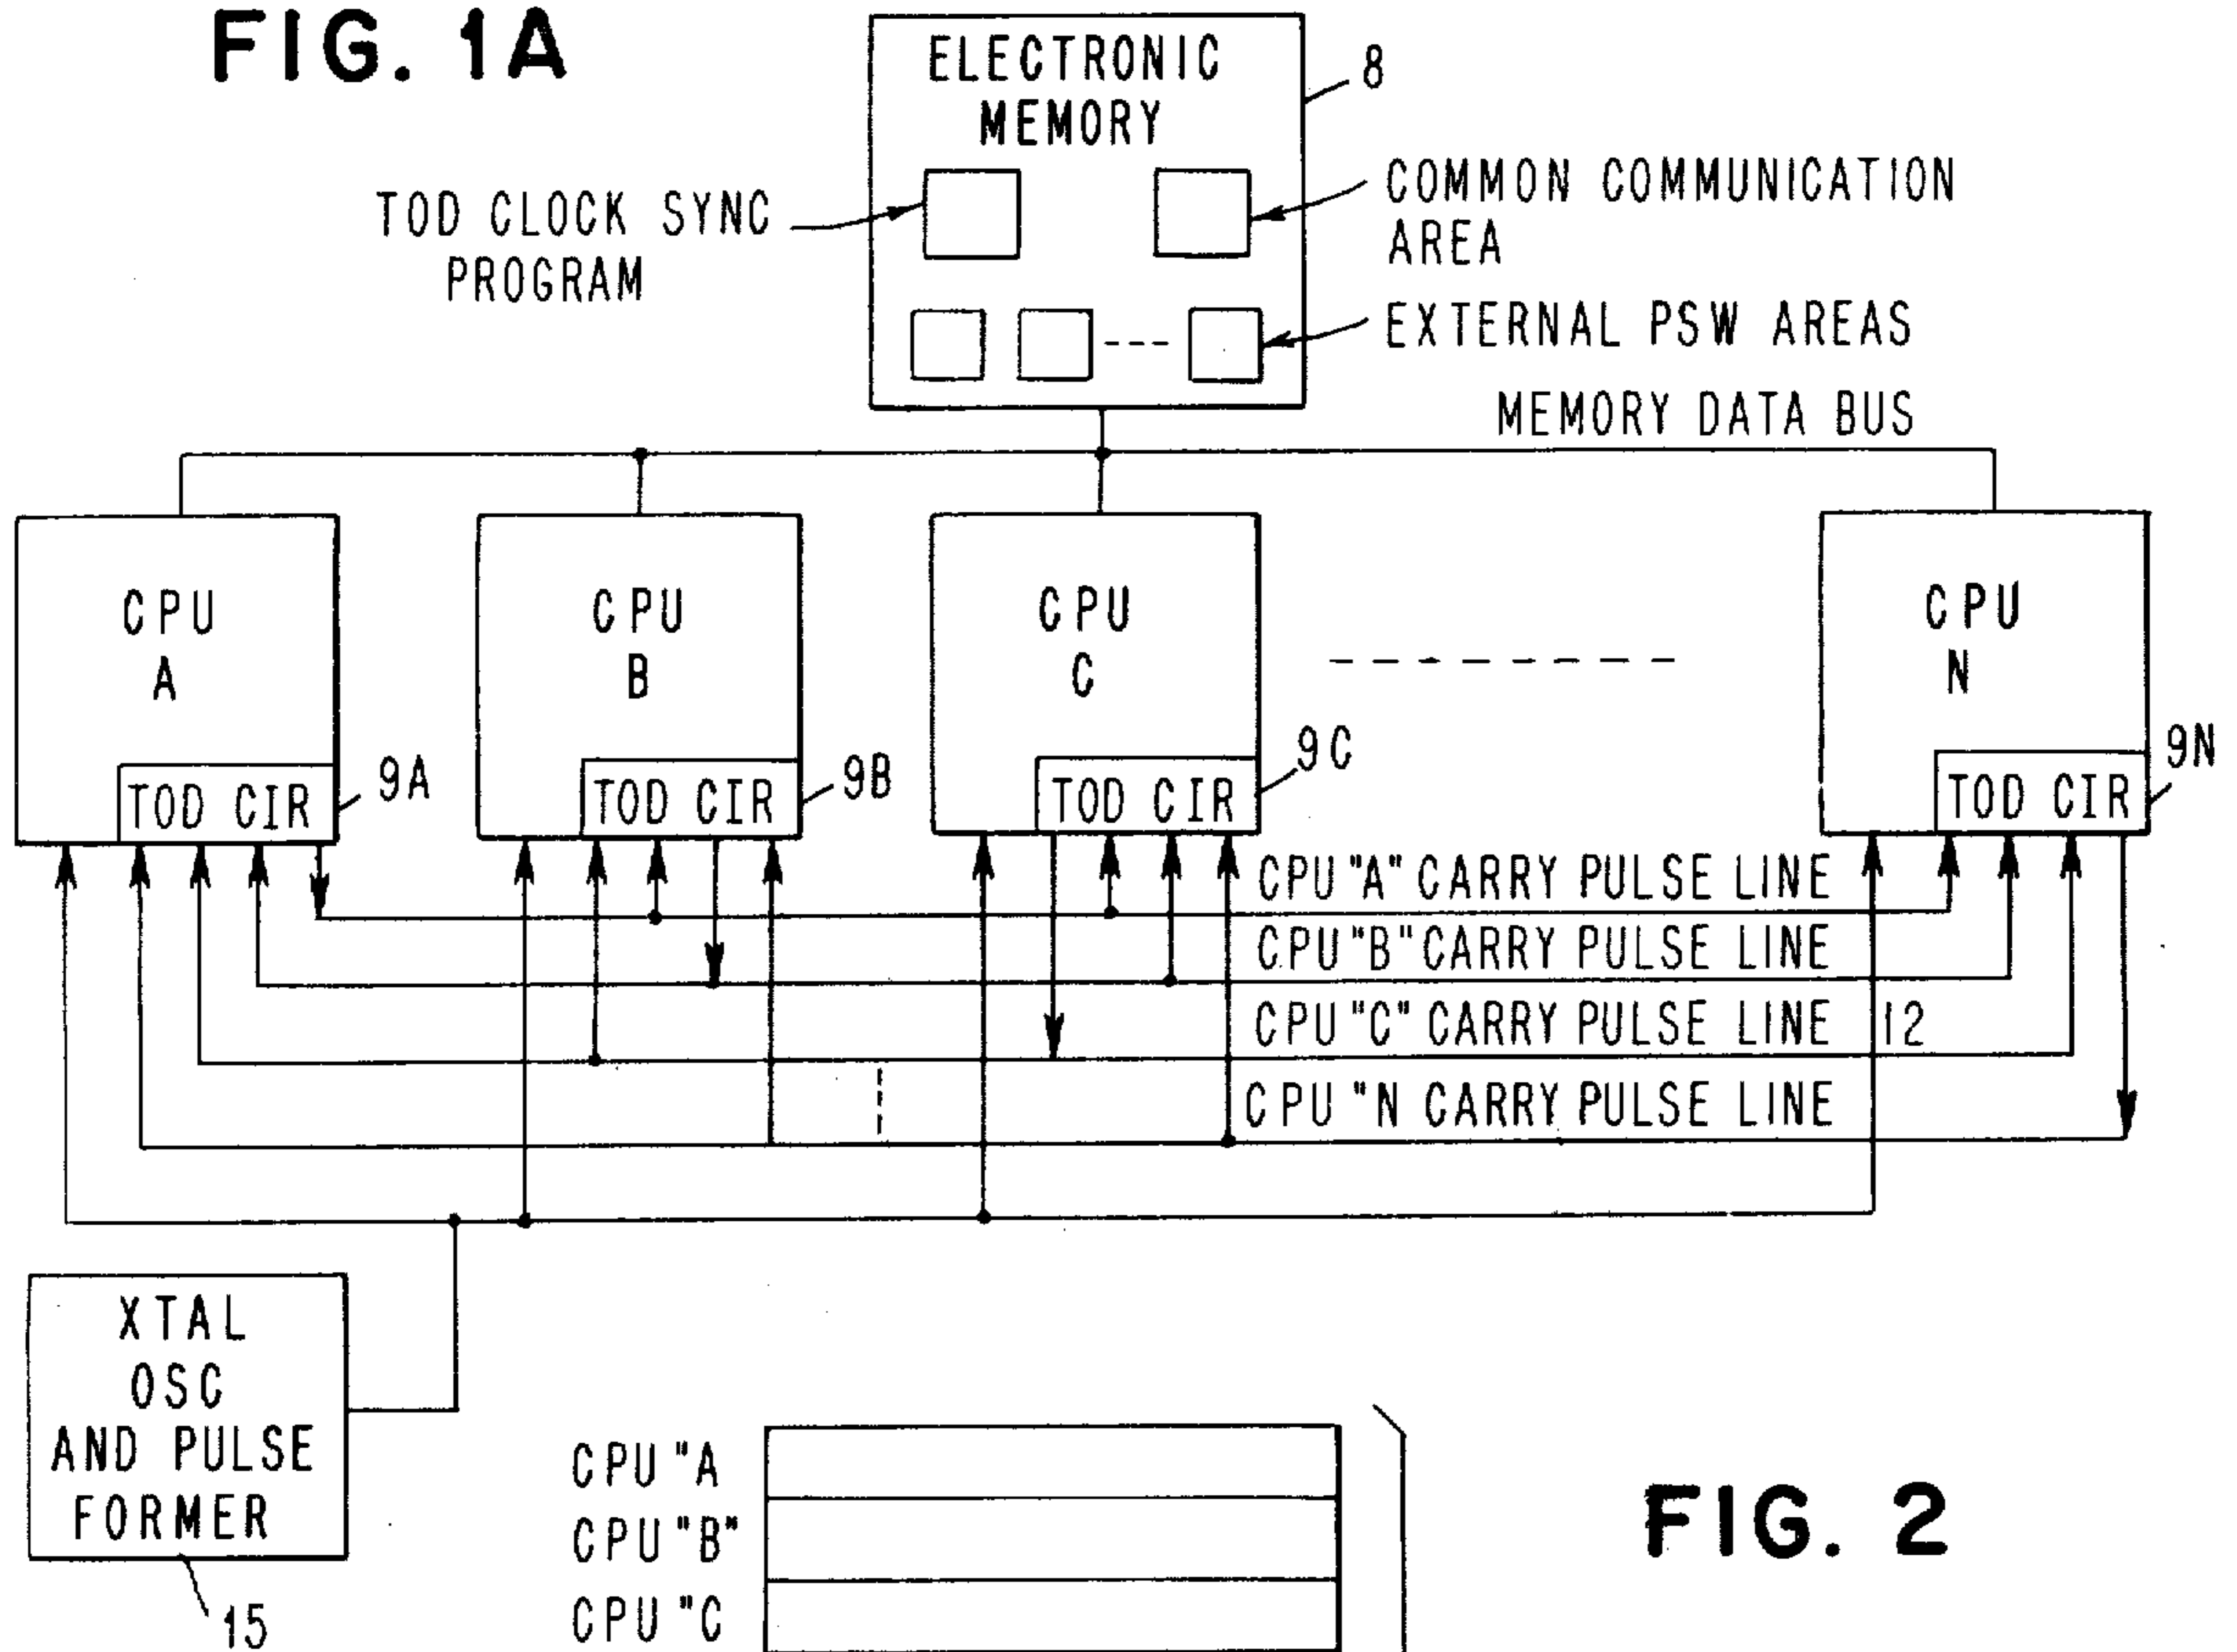 FIG. 1A
ELECTRONIC
MEMORY
8
TOD CLOCK SYNC
PROGRAM
COMMON COMMUNICATION
AREA
EXTERNAL PSW AREAS
MEMORY DATA BUS
CPU
A
CPU
B
CPU
C
CPU
N
TOD CIR
9A
TOD CIR
9B
TOD CIR
9C
TOD CIR
9N
CPU "A" CARRY PULSE LINE
CPU "B" CARRY PULSE LINE
CPU "C" CARRY PULSE LINE
12
CPU "N CARRY PULSE LINE
XTAL
OSC
AND PULSE
FORMER
15
CPU "A
CPU "B"
CPU "C
FIG. 2